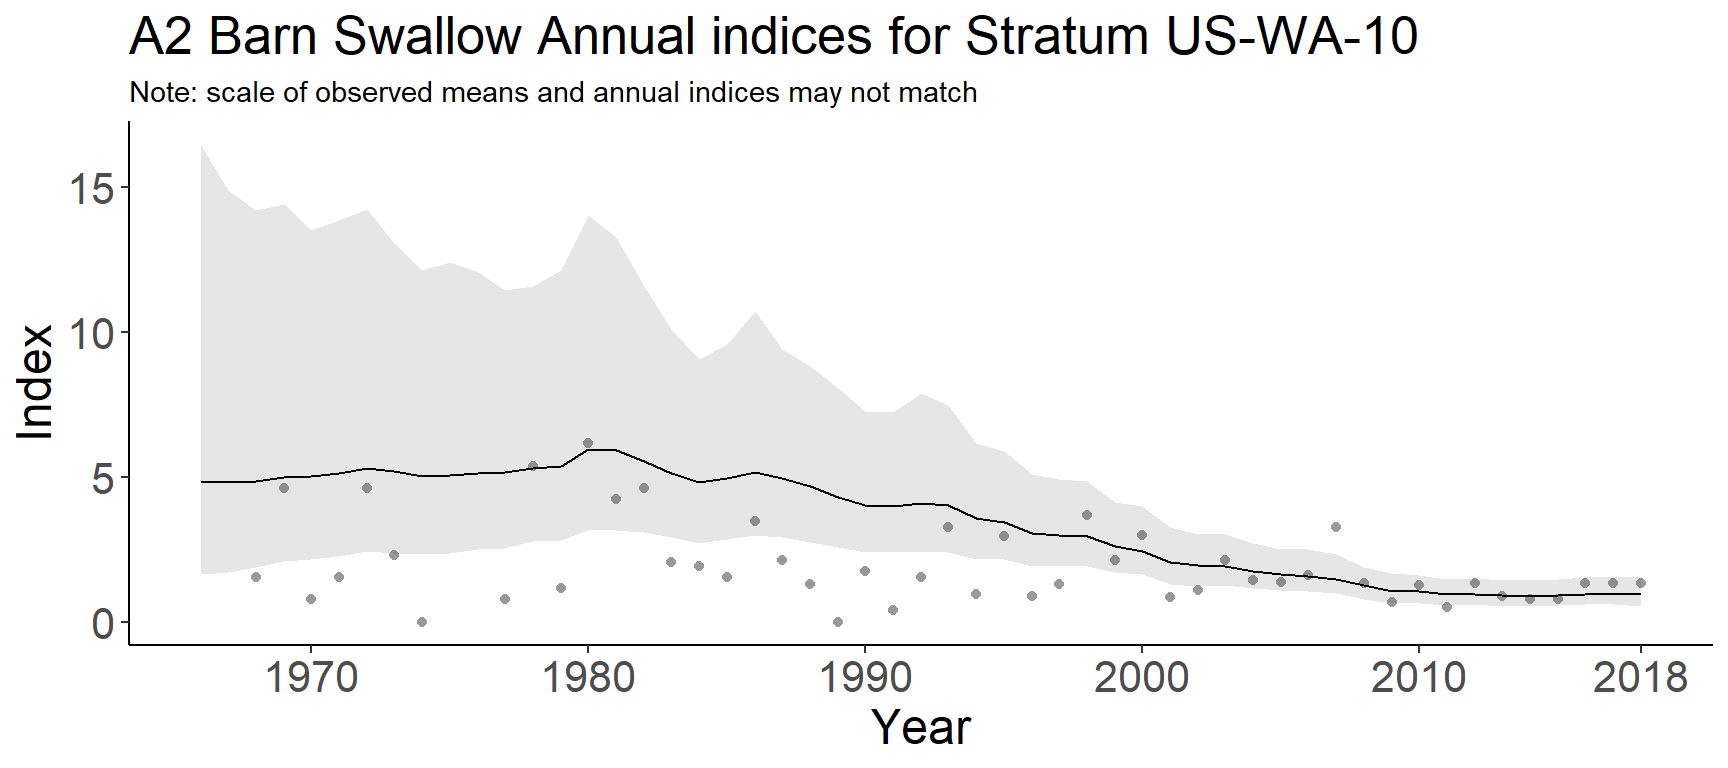 A2 Barn Swallow Annual indices for Stratum US-WA-10
Note: scale of observed means and annual indices may not match
15
10
5
0
Index
1970 1980 1990 2000 2010 2018
Year